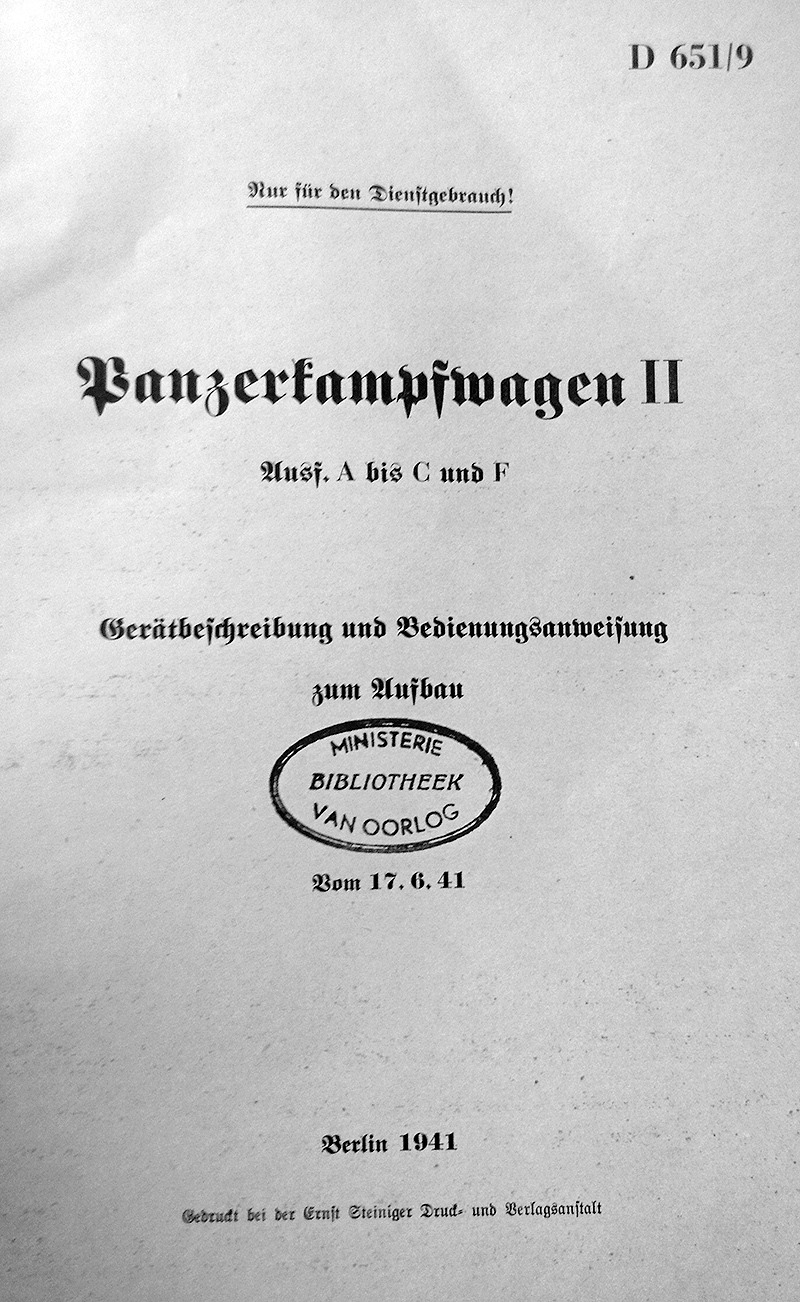 D 651/9
Nur für den Dienstgebrauch!
Panzerkampfwagen II
Ausf. A bis C und F
Gerätbeschreibung und Bedienungsanweisung
zum Aufbau
MINISTERIE
BIBLIOTHEEK
VAN OORLOG
Vom 17. 6. 41
Berlin 1941
Gedruckt bei der Ernst Steiniger Druck- und Verlagsanstalt